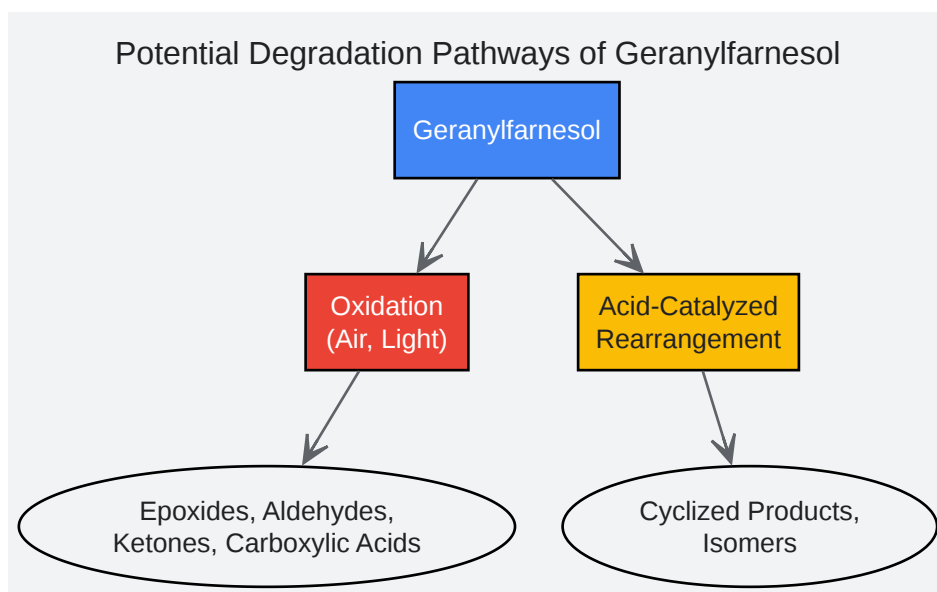 Potential Degradation Pathways of Geranylfarnesol
Geranylfarnesol
Oxidation
(Air, Light)
Acid-Catalyzed
Rearrangement
Epoxides, Aldehydes,
Ketones, Carboxylic Acids
Cyclized Products,
Isomers